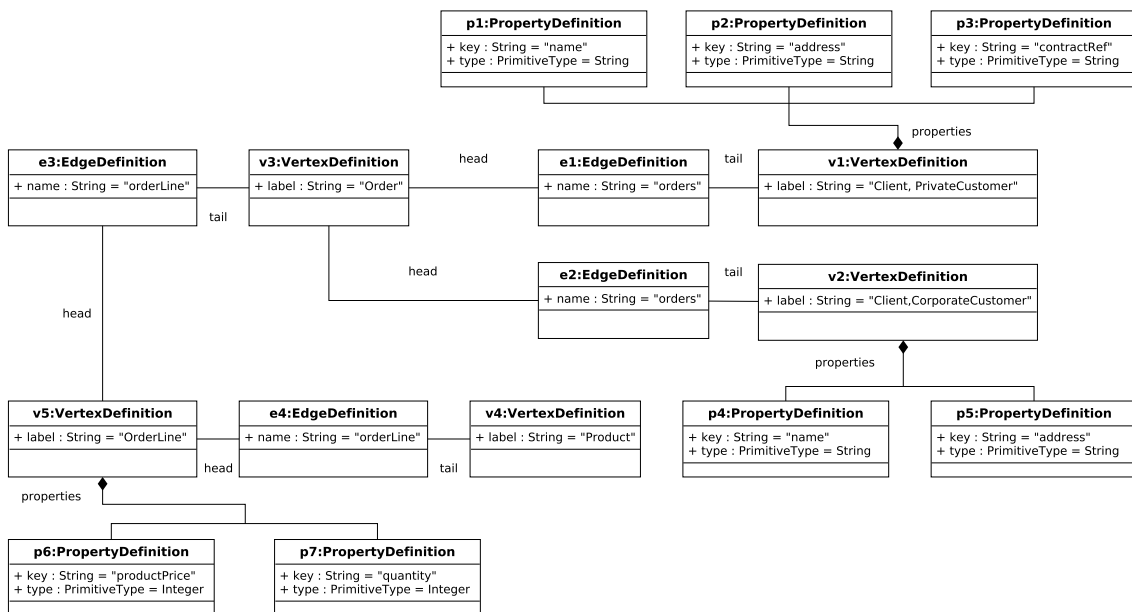 p1:PropertyDefinition
+ key : String = "name"
+ type : PrimitiveType = String
p2:PropertyDefinition
+ key : String = "address"
+ type : PrimitiveType = String
p3:PropertyDefinition
+ key : String = "contractRef"
+ type : PrimitiveType = String
properties
e3:EdgeDefinition
+ name : String = "orderLine"
tail
v3:VertexDefinition
+ label : String = "Order"
head
e1:EdgeDefinition
+ name : String = "orders"
tail
v1:VertexDefinition
+ label : String = "Client, PrivateCustomer"
head
e2:EdgeDefinition
+ name : String = "orders"
tail
v2:VertexDefinition
+ label : String = "Client,CorporateCustomer"
head
properties
v5:VertexDefinition
+ label : String = "OrderLine"
head
e4:EdgeDefinition
+ name : String = "orderLine"
tail
v4:VertexDefinition
+ label : String = "Product"
p4:PropertyDefinition
+ key : String = "name"
+ type : PrimitiveType = String
p5:PropertyDefinition
+ key : String = "address"
+ type : PrimitiveType = String
properties
p6:PropertyDefinition
+ key : String = "productPrice"
+ type : PrimitiveType = Integer
p7:PropertyDefinition
+ key : String = "quantity"
+ type : PrimitiveType = Integer